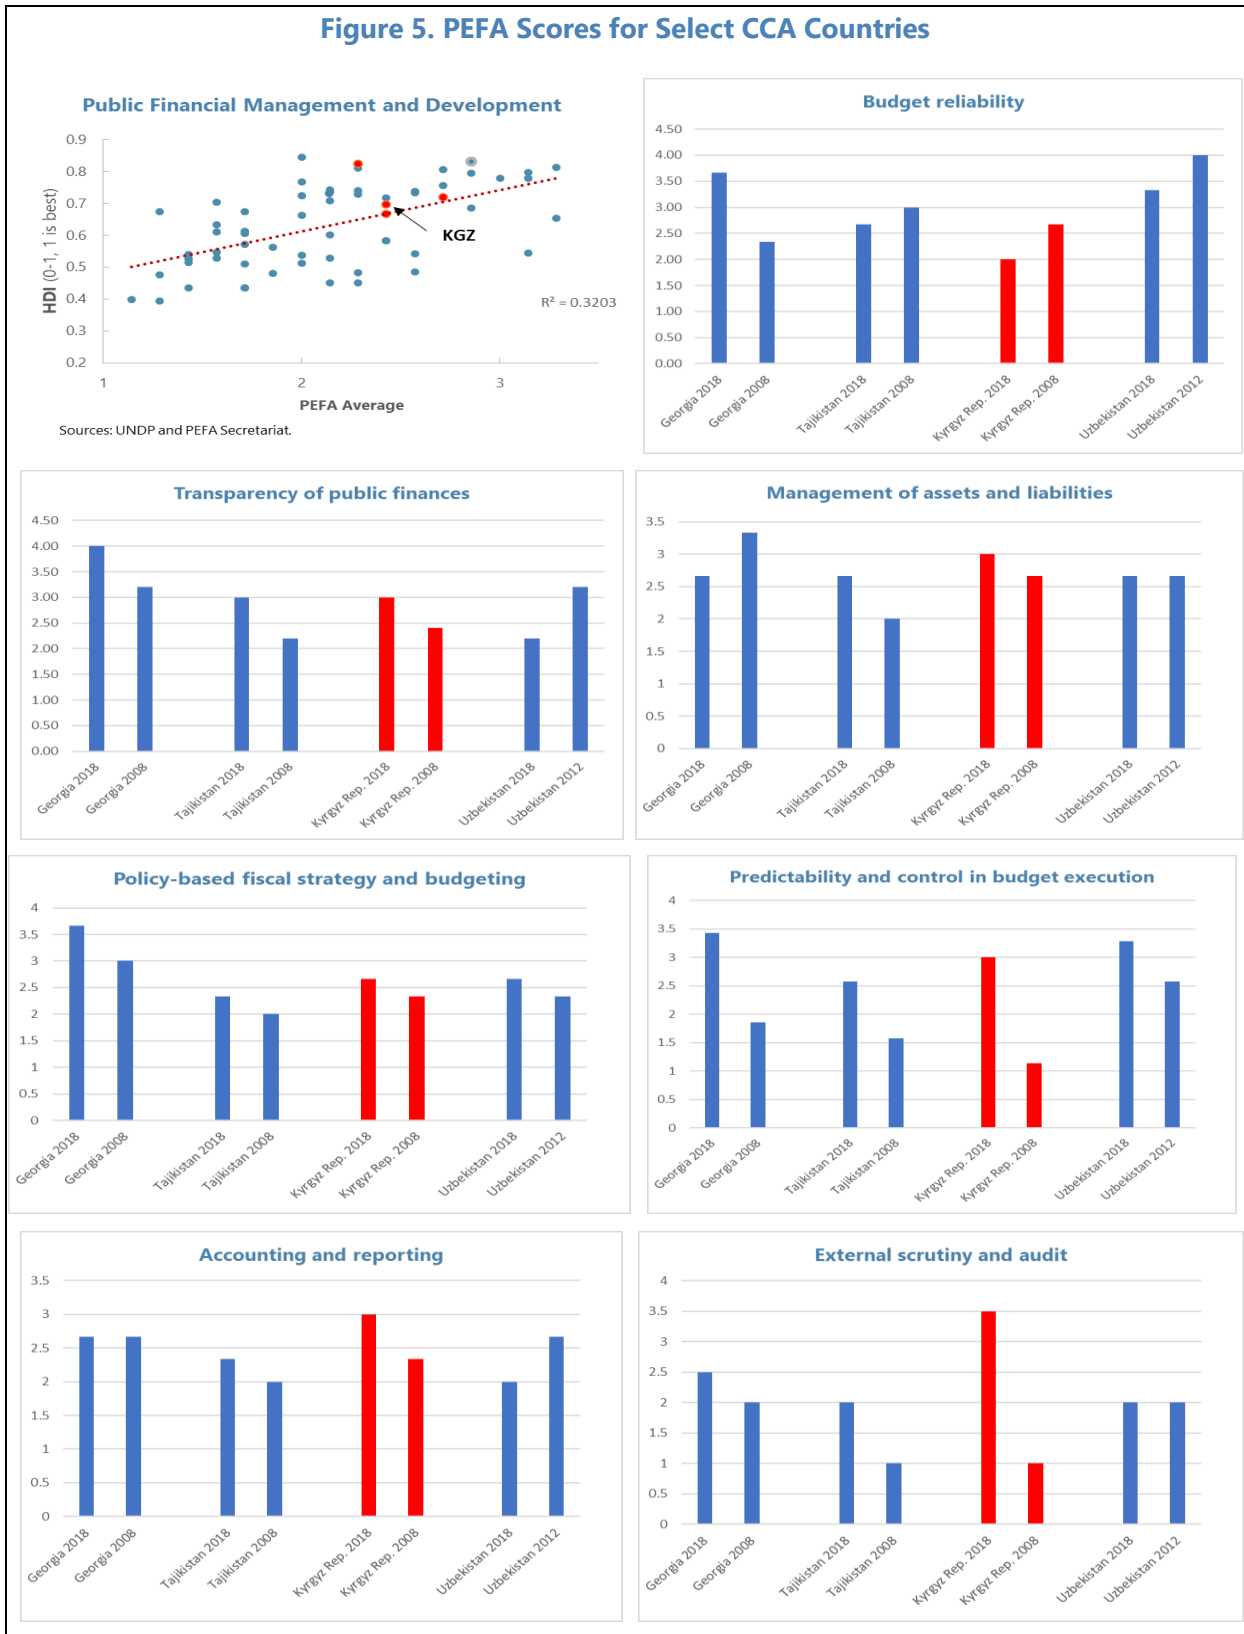 Figure 5. PEFA Scores for Select CCA Countries
Public Financial Management and Development
0.9
0.8
0.7
0.6
0.5
0.4
0.3
0.2
HDI (0-1, 1 is best)
KGZ
R² = 0.3203
1
2
3
PEFA Average
Sources: UNDP and PEFA Secretariat.
Budget reliability
4.50
4.00
3.50
3.00
2.50
2.00
1.50
1.00
0.50
0.00
Georgia 2018
Georgia 2008
Tajikistan 2018
Tajikistan 2008
Kyrgyz Rep. 2018
Kyrgyz Rep. 2008
Uzbekistan 2018
Uzbekistan 2012
Transparency of public finances
4.50
4.00
3.50
3.00
2.50
2.00
1.50
1.00
0.50
0.00
Georgia 2018
Georgia 2008
Tajikistan 2018
Tajikistan 2008
Kyrgyz Rep. 2018
Kyrgyz Rep. 2008
Uzbekistan 2018
Uzbekistan 2012
Management of assets and liabilities
3.5
3
2.5
2
1.5
1
0.5
0
Georgia 2018
Georgia 2008
Tajikistan 2018
Tajikistan 2008
Kyrgyz Rep. 2018
Kyrgyz Rep. 2008
Uzbekistan 2018
Uzbekistan 2012
Policy-based fiscal strategy and budgeting
4
3.5
3
2.5
2
1.5
1
0.5
0
Georgia 2018
Georgia 2008
Tajikistan 2018
Tajikistan 2008
Kyrgyz Rep. 2018
Kyrgyz Rep. 2008
Uzbekistan 2018
Uzbekistan 2012
Predictability and control in budget execution
4
3.5
3
2.5
2
1.5
1
0.5
0
Georgia 2018
Georgia 2008
Tajikistan 2018
Tajikistan 2008
Kyrgyz Rep. 2018
Kyrgyz Rep. 2008
Uzbekistan 2018
Uzbekistan 2012
Accounting and reporting
3.5
3
2.5
2
1.5
1
0.5
0
Georgia 2018
Georgia 2008
Tajikistan 2018
Tajikistan 2008
Kyrgyz Rep. 2018
Kyrgyz Rep. 2008
Uzbekistan 2018
Uzbekistan 2012
External scrutiny and audit
4
3.5
3
2.5
2
1.5
1
0.5
0
Georgia 2018
Georgia 2008
Tajikistan 2018
Tajikistan 2008
Kyrgyz Rep. 2018
Kyrgyz Rep. 2008
Uzbekistan 2018
Uzbekistan 2012